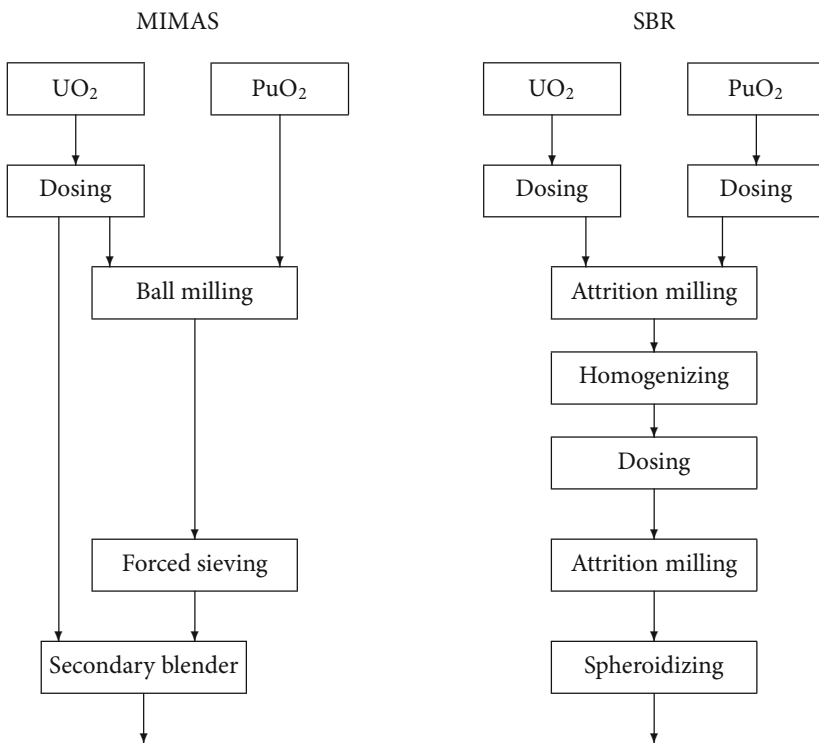 MIMAS
SBR
UO₂
PuO₂
UO₂
PuO₂
Dosing
Dosing
Dosing
Ball milling
Attrition milling
Homogenizing
Dosing
Forced sieving
Attrition milling
Secondary blender
Spheroidizing